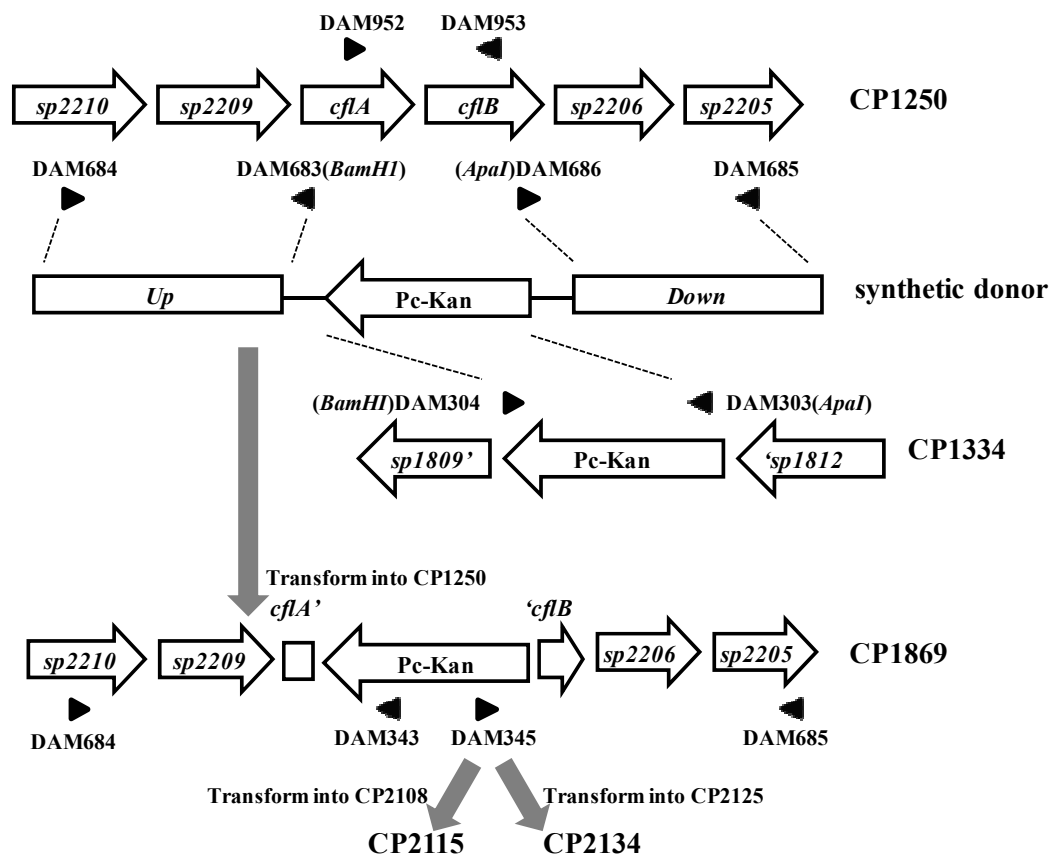 DAM952 DAM953
sp2210 sp2209 cflA cflB sp2206 sp2205 CP1250
DAM684 DAM683(BamH1) (ApaI)DAM686 DAM685
Up Pc-Kan Down synthetic donor
(BamHI)DAM304 DAM303(ApaI)
sp1809’ Pc-Kan ‘sp1812 CP1334
Transform into CP1250
cflA’ ‘cflB
sp2210 sp2209 Pc-Kan sp2206 sp2205 CP1869
DAM684 DAM343 DAM345 DAM685
Transform into CP2108 Transform into CP2125
CP2115 CP2134